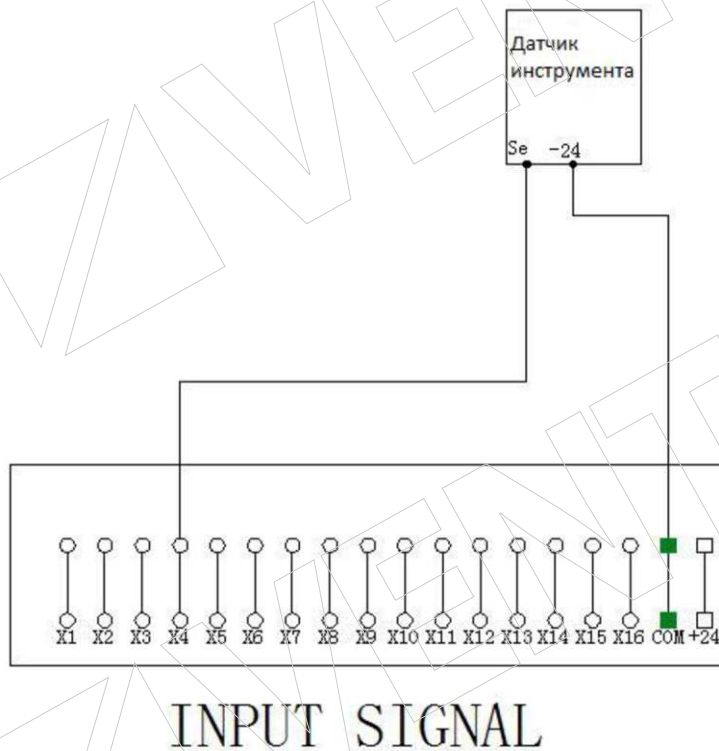 Датчик
инструмента
Se -24
X1 X2 X3 X4 X5 X6 X7 X8 X9 X10 X11 X12 X13 X14 X15 X16 COM +24
INPUT SIGNAL